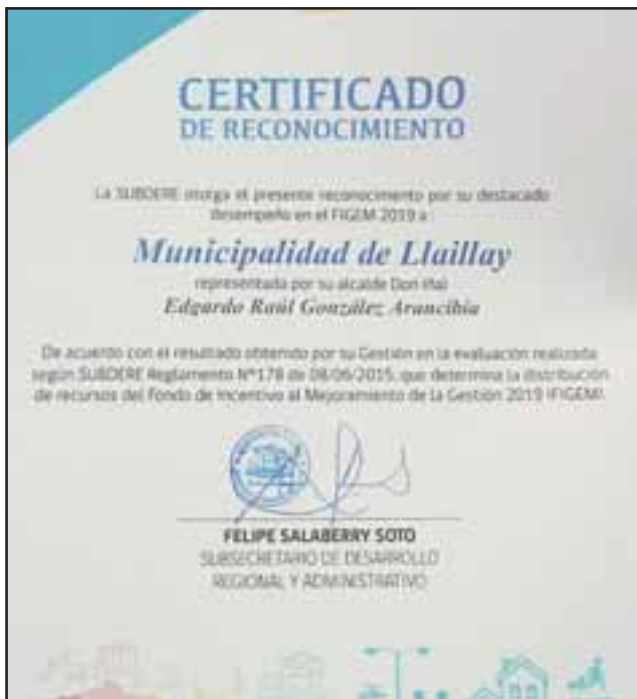 CERTIFICADO
DE RECONOCIMIENTO
La SUBDERE otorga el presente reconocimiento por su destacado
desempeño en el FIGEM 2019 a:
Municipalidad de Llaillay
representada por su alcalde Don (ña)
Edgardo Raúl González Arancibia
De acuerdo con el resultado obtenido por su Gestión en la evaluación realizada
según SUBDERE Reglamento N°178 de 08/06/2015, que determina la distribución
de recursos del Fondo de Incentivo al Mejoramiento de la Gestión 2019 (FIGEM).
FELIPE SALABERRY SOTO
SUBSECRETARIO DE DESARROLLO
REGIONAL Y ADMINISTRATIVO